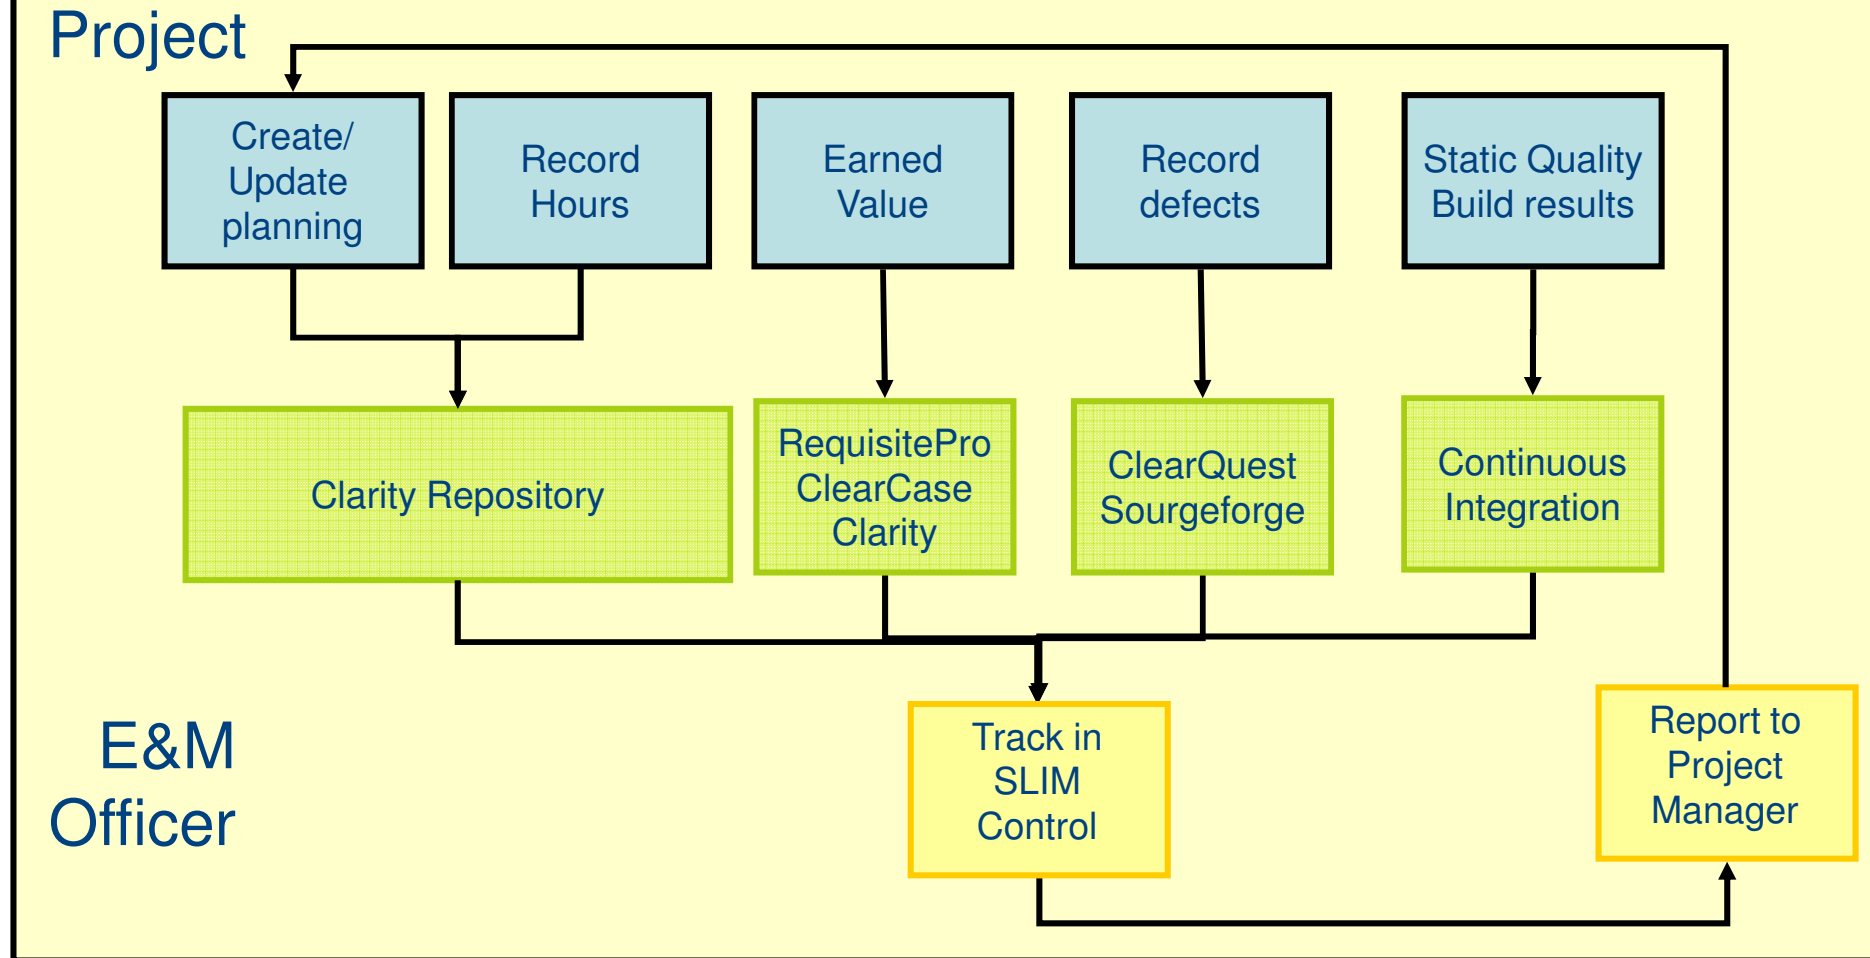 Project
Create/
Update
planning
Record
Hours
Earned
Value
Record
defects
Static Quality
Build results
Clarity Repository
RequisitePro
ClearCase
Clarity
ClearQuest
Sourgeforge
Continuous
Integration
E&M
Officer
Track in
SLIM
Control
Report to
Project
Manager